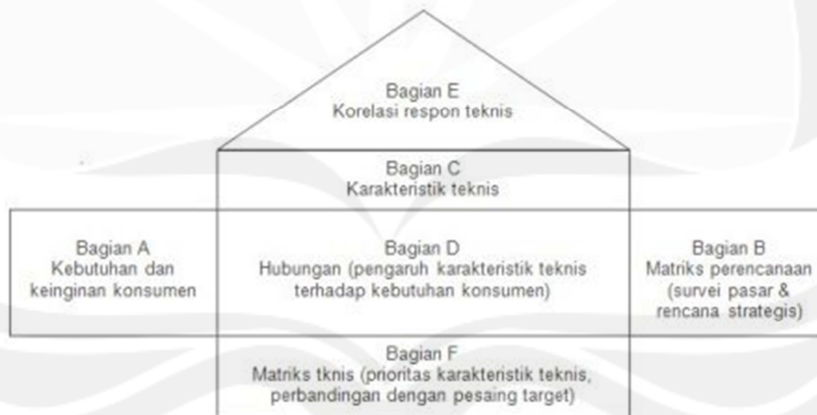 Bagian E
Korelasi respon teknis
Bagian C
Karakteristik teknis
Bagian A
Kebutuhan dan
keinginan konsumen
Bagian D
Hubungan (pengaruh karakteristik teknis
terhadap kebutuhan konsumen)
Bagian B
Matriks perencanaan
(survei pasar &
rencana strategis)
Bagian F
Matriks tknis (prioritas karakteristik teknis,
perbandingan dengan pesaing target)